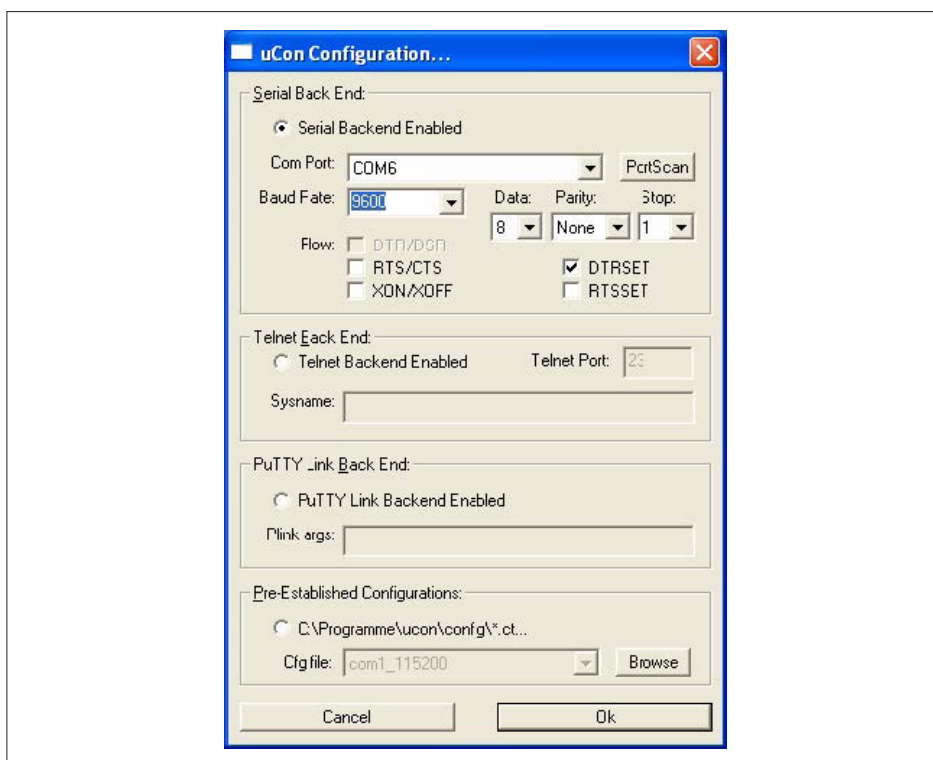 uCon Configuration...
Serial Back End:
Serial Backend Enabled
Com Port: COM6 PortScan
Baud Rate: 9600 Data: 8 Parity: None Stop: 1
Flow: DTR/DSR
RTS/CTS DTRSET
XON/XOFF RTSSET
Telnet Back End:
Telnet Backend Enabled Telnet Port: 23
Sysname:
PuTTY Link Back End:
PuTTY Link Backend Enabled
Plink args:
Pre-Established Configurations:
C:\Programme\ucon\confg\*.ct...
Cfg file: com1_115200 Browse
Cancel Ok